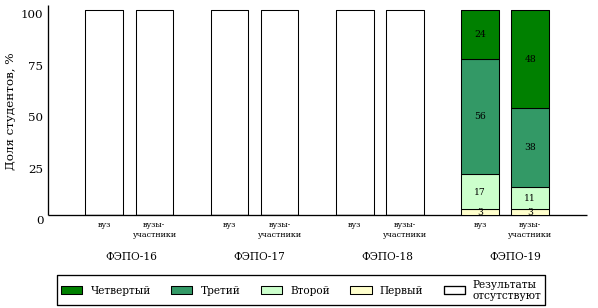 Доля студентов, %
100
75
50
25
0
24
56
17
3
48
38
11
3
вуз
вузы-
участники
вуз
вузы-
участники
вуз
вузы-
участники
вуз
вузы-
участники
ФЭПО-16
ФЭПО-17
ФЭПО-18
ФЭПО-19
Четвертый
Третий
Второй
Первый
Результаты
отсутствуют